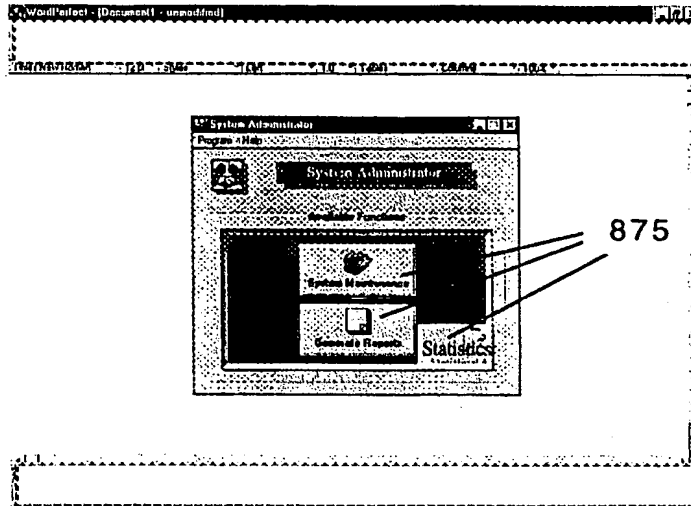 WordPerfect - [Document1 - unmodified]
System Administrator
Program Help
System Administrator
Available Functions
875
System Maintenance
Generate Reports
Statistics